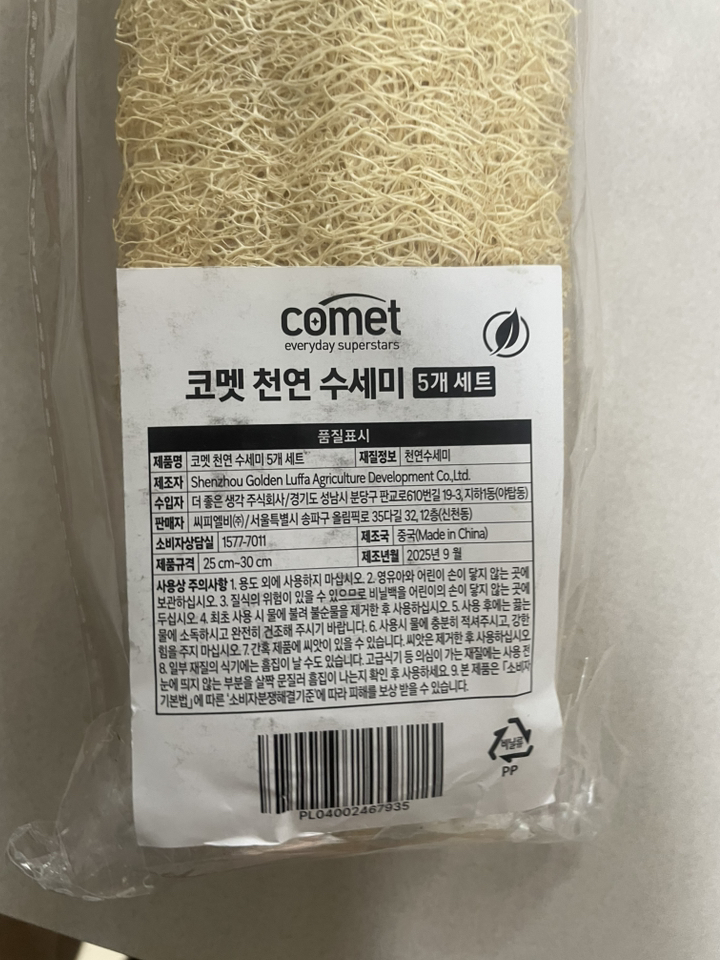 comet
everyday superstars
코멧 천연 수세미 5개 세트
품질표시
제품명 코멧 천연 수세미 5개 세트 재질정보 천연수세미
제조자 Shenzhou Golden Luffa Agriculture Development Co.,Ltd.
수입자 더 좋은 생각 주식회사/경기도 성남시 분당구 판교로610번길 19-3, 지하1동(야탑동)
판매자 씨피엘비(주)/서울특별시 송파구 올림픽로 35다길 32, 12층(신천동)
소비자상담실 1577-7011 제조국 중국(Made in China)
제품규격 25 cm~30 cm 제조년월 2025년 9 월
사용상 주의사항 1. 용도 외에 사용하지 마십시오. 2. 영유아와 어린이 손이 닿지 않는 곳에
보관하십시오. 3. 질식의 위험이 있을 수 있으므로 비닐백을 어린이의 손이 닿지 않는 곳에
두십시오. 4. 최초 사용 시 물에 불려 불순물을 제거한 후 사용하십시오. 5. 사용 후에는 끓는
물에 소독하시고 완전히 건조해 주시기 바랍니다. 6. 사용시 물에 충분히 적셔주시고, 강한
힘을 주지 마십시오. 7. 간혹 제품에 씨앗이 있을 수 있습니다. 씨앗은 제거한 후 사용하십시오
8. 일부 재질의 식기에는 흠집이 날 수도 있습니다. 고급식기 등 의심이 가는 재질에는 사용 전
눈에 띄지 않는 부분을 살짝 문질러 흠집이 나는지 확인 후 사용하세요. 9. 본 제품은 「소비자
기본법」에 따른 '소비자분쟁해결기준'에 따라 피해를 보상 받을 수 있습니다.
비닐류
PP
PL04002467935